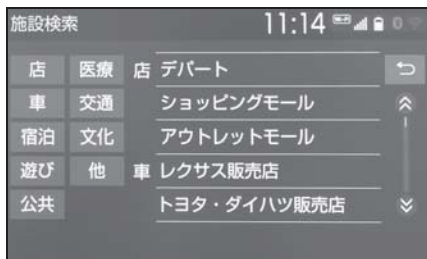 施設検索 11:14
店 医療 店 デパート
車 交通 ショッピングモール
宿泊 文化 アウトレットモール
遊び 他 車 レクサス販売店
公共 トヨタ・ダイハツ販売店